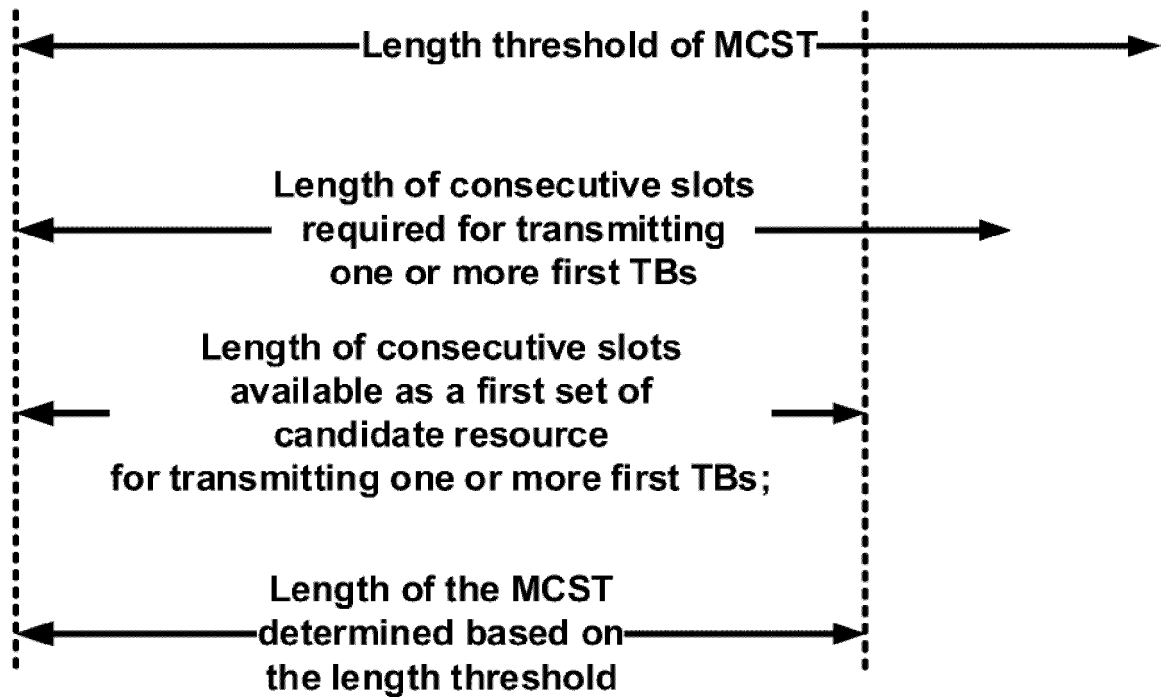 Length threshold of MCST
Length of consecutive slots
required for transmitting
one or more first TBs
Length of consecutive slots
available as a first set of
candidate resource
for transmitting one or more first TBs;
Length of the MCST
determined based on
the length threshold